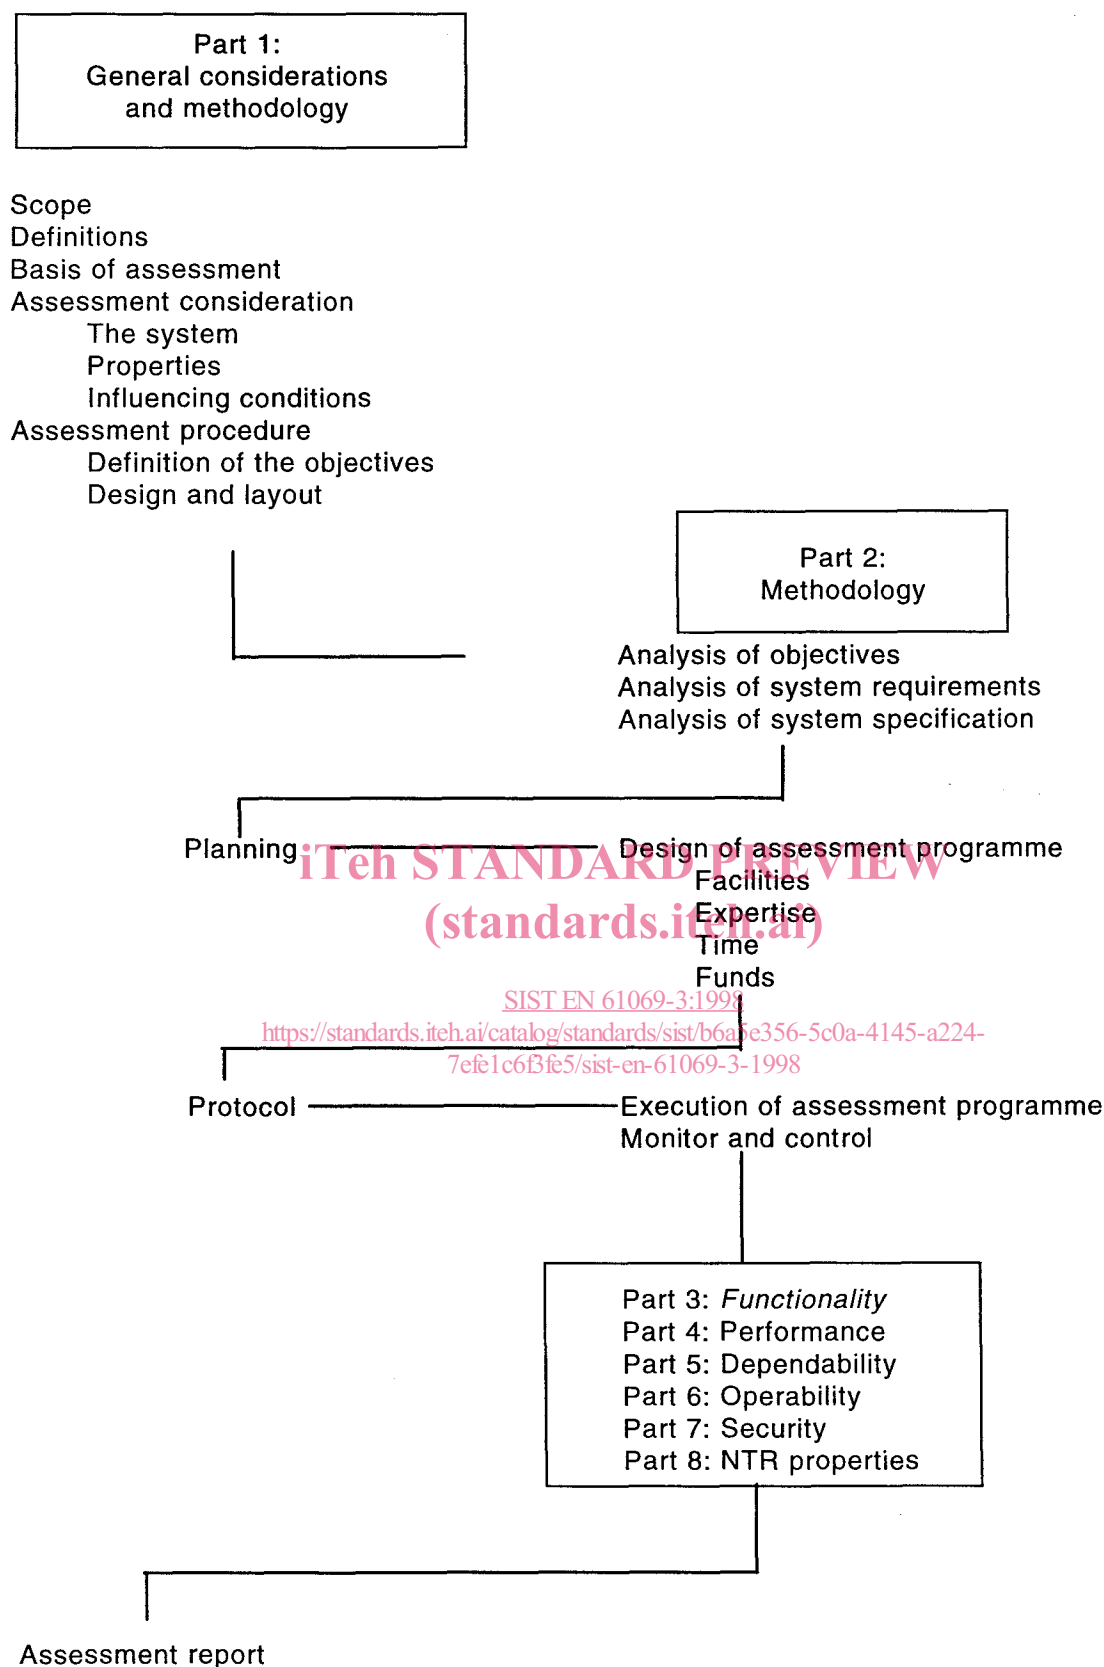 Part 1:
General considerations
and methodology
Scope
Definitions
Basis of assessment
Assessment consideration
The system
Properties
Influencing conditions
Assessment procedure
Definition of the objectives
Design and layout
Part 2:
Methodology
Analysis of objectives
Analysis of system requirements
Analysis of system specification
Planning
Design of assessment programme
iTeh STANDARD PREVIEW
Facilities
Expertise
(standards.iteh.ai)
Time
Funds
SIST EN 61069-3:1998
https://standards.iteh.ai/catalog/standards/sist/b6a5e356-5c0a-4145-a224-
7efe1c6f3fe5/sist-en-61069-3-1998
Protocol
Execution of assessment programme
Monitor and control
Part 3: Functionality
Part 4: Performance
Part 5: Dependability
Part 6: Operability
Part 7: Security
Part 8: NTR properties
Assessment report